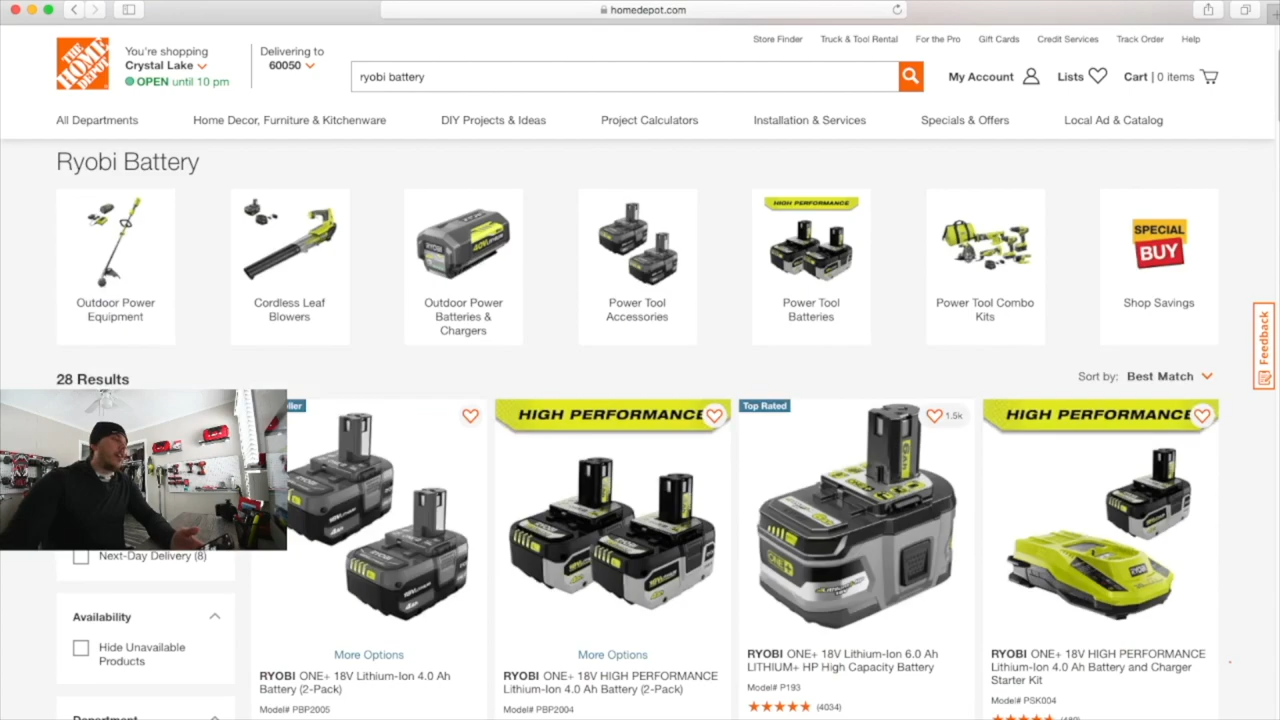 homedepot.com
Store Finder
Truck & Tool Rental
For the Pro
Gift Cards
Credit Services
Track Order
Help
THE HOME DEPOT
You're shopping
Crystal Lake
OPEN until 10 pm
Delivering to
60050
ryobi battery
My Account
Lists
Cart | 0 items
All Departments
Home Decor, Furniture & Kitchenware
DIY Projects & Ideas
Project Calculators
Installation & Services
Specials & Offers
Local Ad & Catalog
Ryobi Battery
HIGH PERFORMANCE
SPECIAL
BUY
Outdoor Power
Equipment
Cordless Leaf
Blowers
Outdoor Power
Batteries &
Chargers
Power Tool
Accessories
Power Tool
Batteries
Power Tool Combo
Kits
Shop Savings
Feedback
28 Results
Sort by: Best Match
Next-Day Delivery (8)
Availability
Hide Unavailable
Products
Department
ller
More Options
RYOBI ONE+ 18V Lithium-Ion 4.0 Ah
Battery (2-Pack)
Model# PBP2005
HIGH PERFORMANCE
More Options
RYOBI ONE+ 18V HIGH PERFORMANCE
Lithium-Ion 4.0 Ah Battery (2-Pack)
Model# PBP2004
Top Rated
1.5k
RYOBI ONE+ 18V Lithium-Ion 6.0 Ah
LITHIUM+ HP High Capacity Battery
Model# P193
(4034)
HIGH PERFORMANCE
RYOBI ONE+ 18V HIGH PERFORMANCE
Lithium-Ion 4.0 Ah Battery and Charger
Starter Kit
Model# PSK004